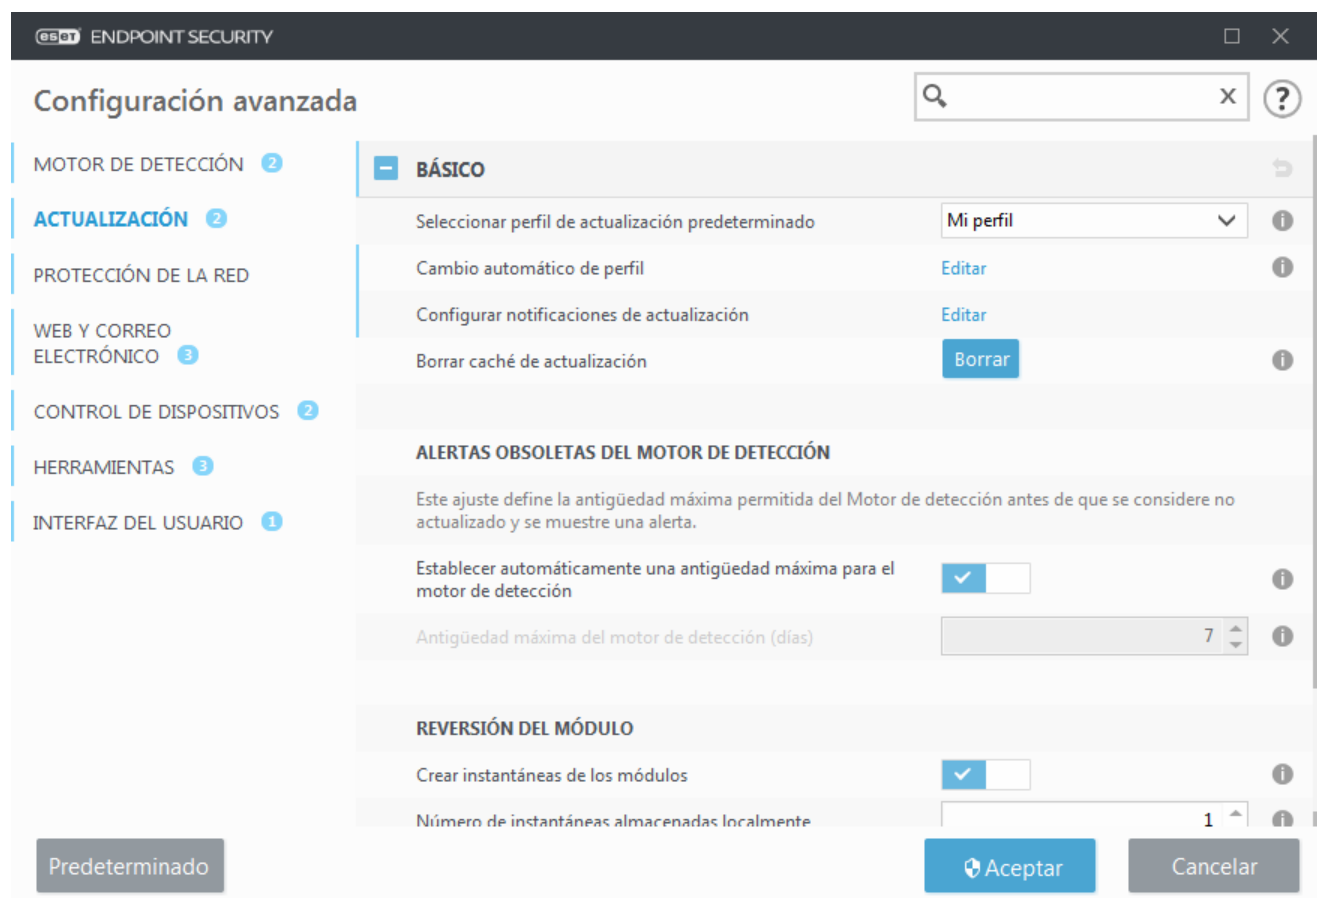 eset ENDPOINT SECURITY
Configuración avanzada
X
?
MOTOR DE DETECCIÓN 2
ACTUALIZACIÓN 2
PROTECCIÓN DE LA RED
WEB Y CORREO
ELECTRÓNICO 3
CONTROL DE DISPOSITIVOS 2
HERRAMIENTAS 3
INTERFAZ DEL USUARIO 1
BÁSICO
Seleccionar perfil de actualización predeterminado Mi perfil
Cambio automático de perfil Editar
Configurar notificaciones de actualización Editar
Borrar caché de actualización Borrar
ALERTAS OBSOLETAS DEL MOTOR DE DETECCIÓN
Este ajuste define la antigüedad máxima permitida del Motor de detección antes de que se considere no
actualizado y se muestre una alerta.
Establecer automáticamente una antigüedad máxima para el
motor de detección
Antigüedad máxima del motor de detección (días) 7
REVERSIÓN DEL MÓDULO
Crear instantáneas de los módulos
Número de instantáneas almacenadas localmente 1
Predeterminado
Aceptar
Cancelar